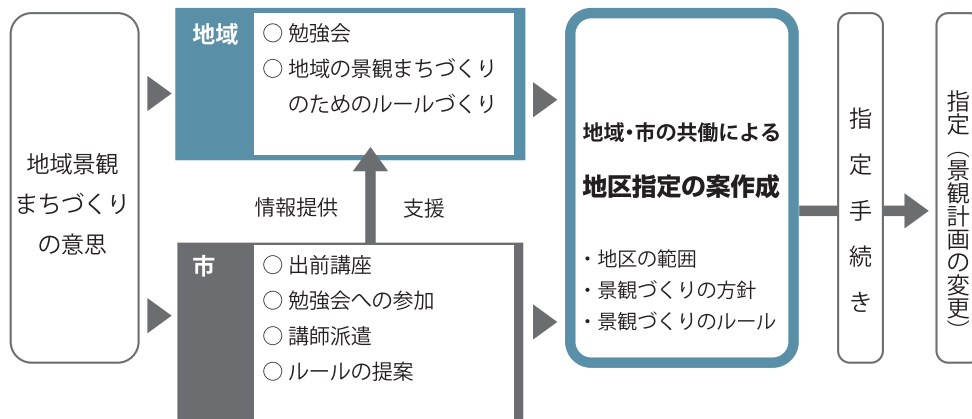 地域景観
まちづくり
の意思
地域
○ 勉強会
○ 地域の景観まちづくり
のためのルールづくり
情報提供
支援
市
○ 出前講座
○ 勉強会への参加
○ 講師派遣
○ ルールの提案
地域・市の共働による
地区指定の案作成
・地区の範囲
・景観づくりの方針
・景観づくりのルール
指定手続き
指定（景観計画の変更）